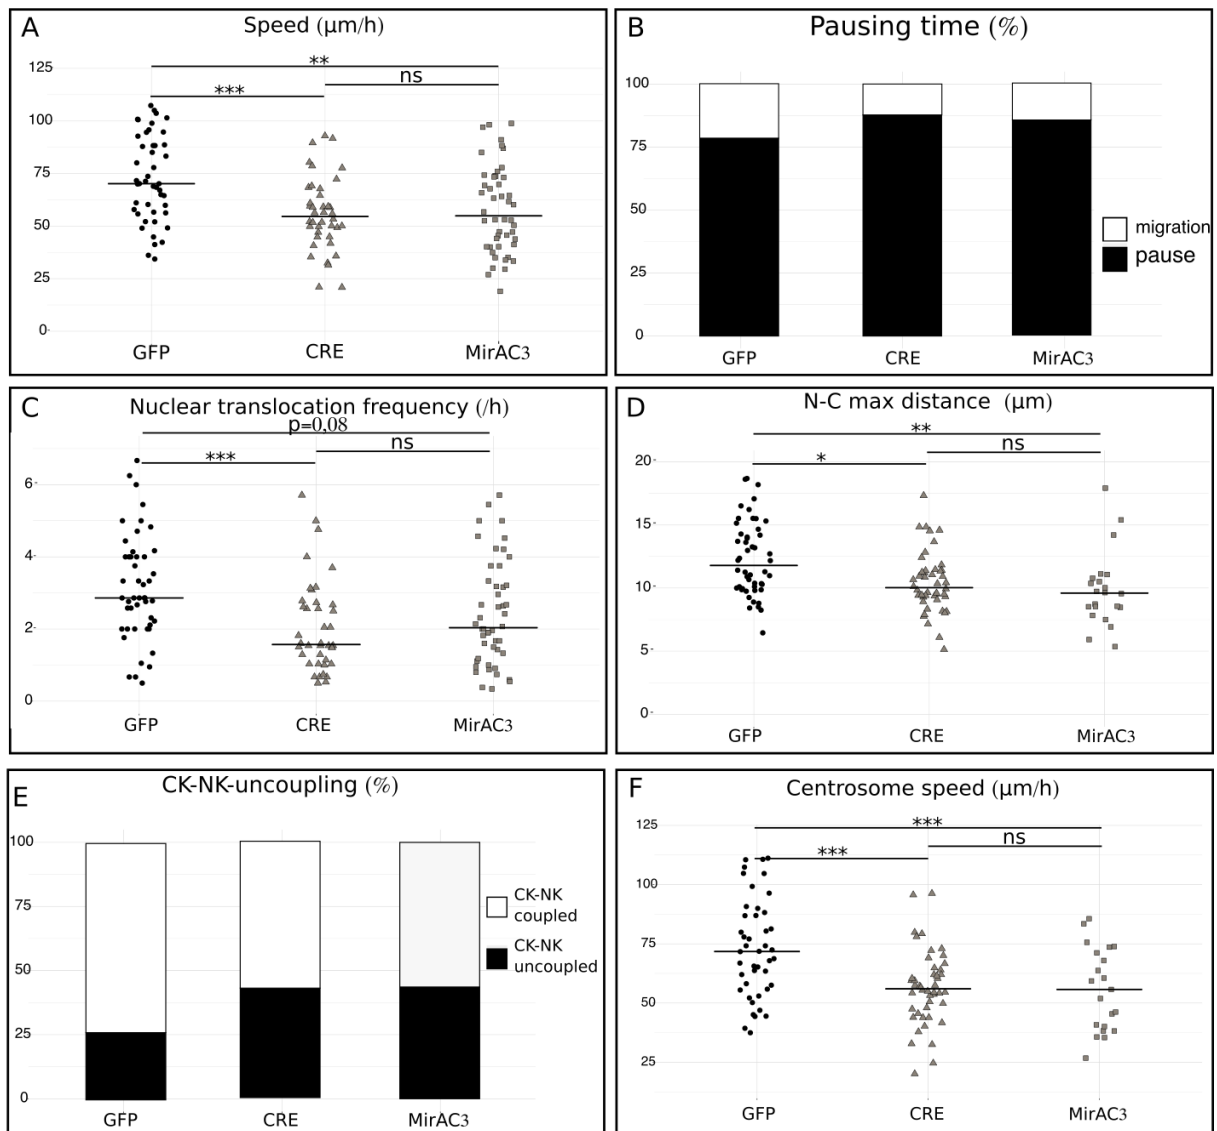 A
Speed (μm/h)
125
100
75
50
25
0
**
ns
***
GFP
CRE
MirAC3
B
Pausing time (%)
100
75
50
25
0
migration
pause
GFP
CRE
MirAC3
C
Nuclear translocation frequency (/h)
p=0,08
ns
***
6
4
2
0
GFP
CRE
MirAC3
D
N-C max distance (μm)
**
ns
*
20
15
10
5
0
GFP
CRE
MirAC3
E
CK-NK-uncoupling (%)
100
75
50
25
0
CK-NK
coupled
CK-NK
uncoupled
GFP
CRE
MirAC3
F
Centrosome speed (μm/h)
125
100
75
50
25
***
ns
***
GFP
CRE
MirAC3